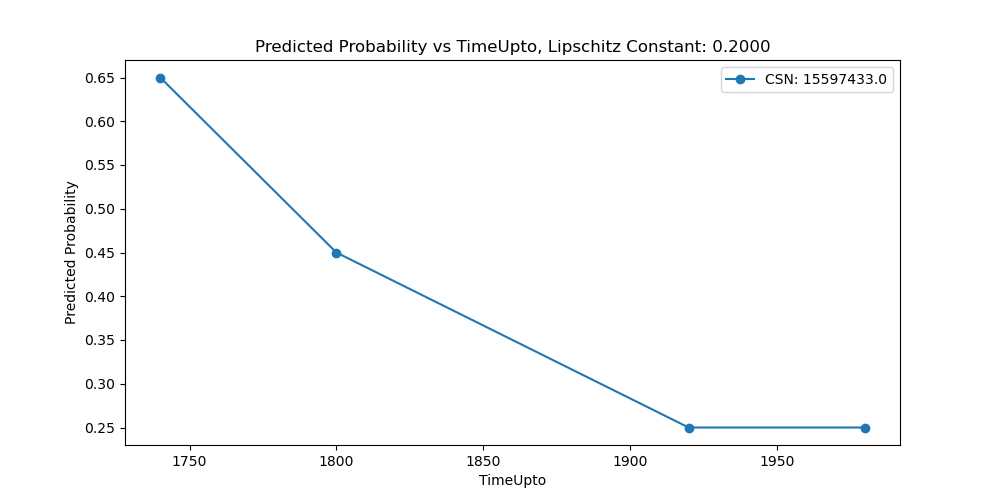 Predicted Probability vs TimeUpto, Lipschitz Constant: 0.2000
CSN: 15597433.0
Predicted Probability
0.65
0.60
0.55
0.50
0.45
0.40
0.35
0.30
0.25
1750 1800 1850 1900 1950
TimeUpto